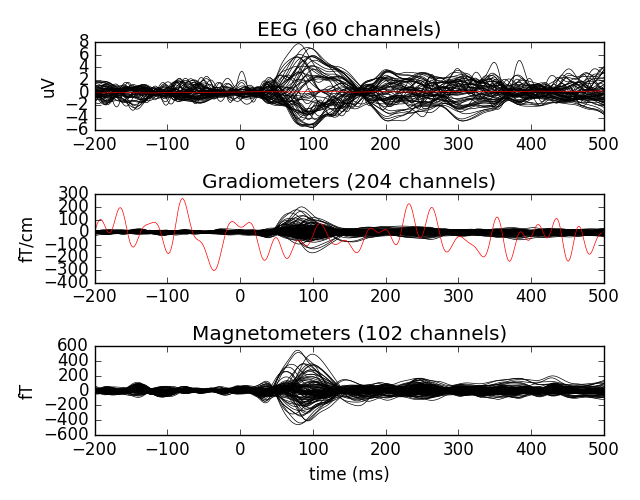 EEG (60 channels)
uV
8
6
4
2
0
−2
−4
−6
−200 −100 0 100 200 300 400 500
Gradiometers (204 channels)
fT/cm
300
200
100
0
−100
−200
−300
−400
−200 −100 0 100 200 300 400 500
Magnetometers (102 channels)
fT
600
400
200
0
−200
−400
−600
−200 −100 0 100 200 300 400 500
time (ms)